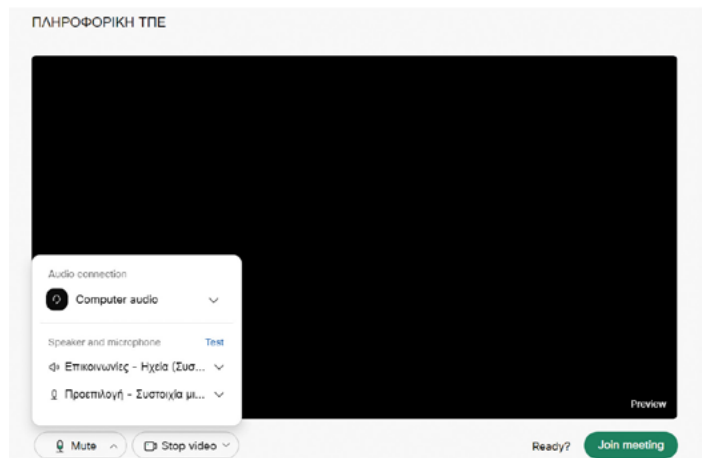 ΠΛΗΡΟΦΟΡΙΚΗ ΤΠΕ
Audio connection
Computer audio
Speaker and microphone Test
Επικοινωνίες - Ηχεία (Συσ...
Προεπιλογή - Συστοιχία μι...
Preview
Mute Stop video Ready? Join meeting